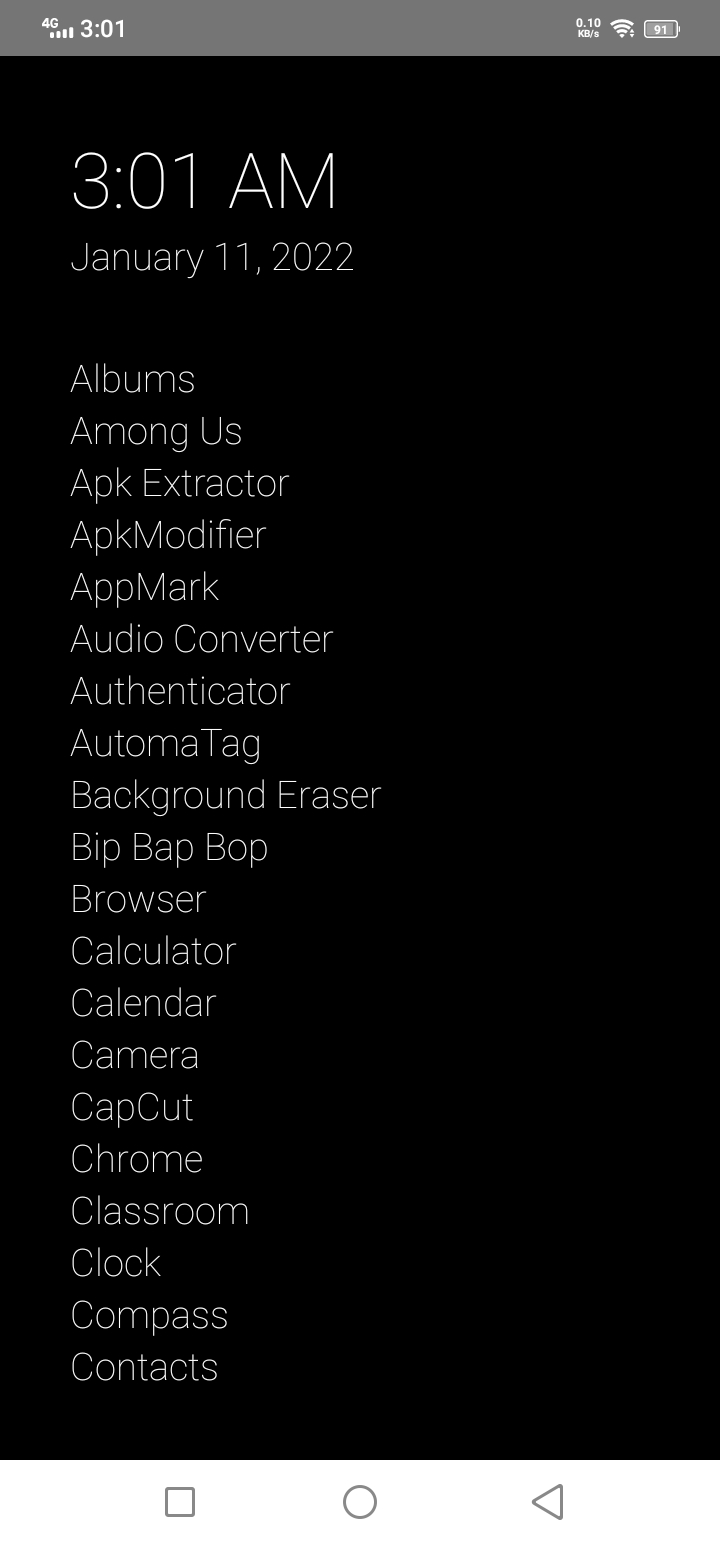 4G 3:01 0.10 KB/s 91
3:01 AM
January 11, 2022
Albums
Among Us
Apk Extractor
ApkModifier
AppMark
Audio Converter
Authenticator
AutomaTag
Background Eraser
Bip Bap Bop
Browser
Calculator
Calendar
Camera
CapCut
Chrome
Classroom
Clock
Compass
Contacts